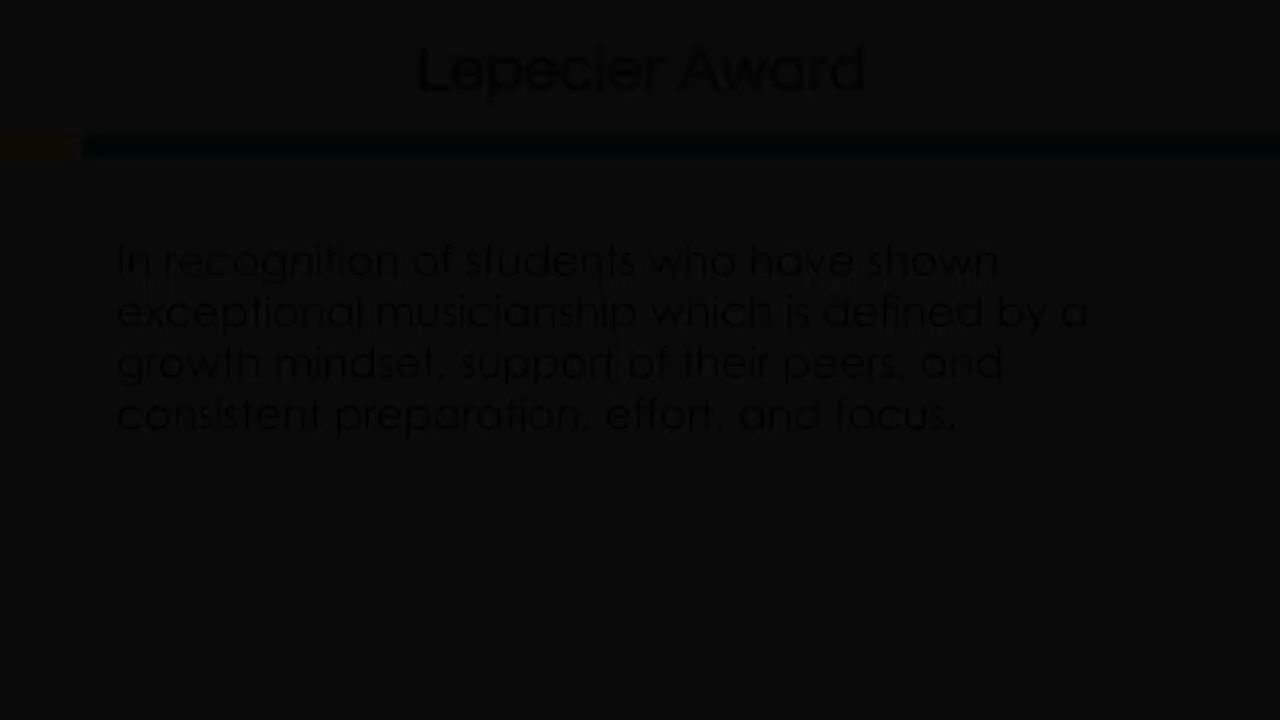 Lepecier Award
In recognition of students who have shown
exceptional musicianship which is defined by a
growth mindset, support of their peers, and
consistent preparation, effort, and focus.